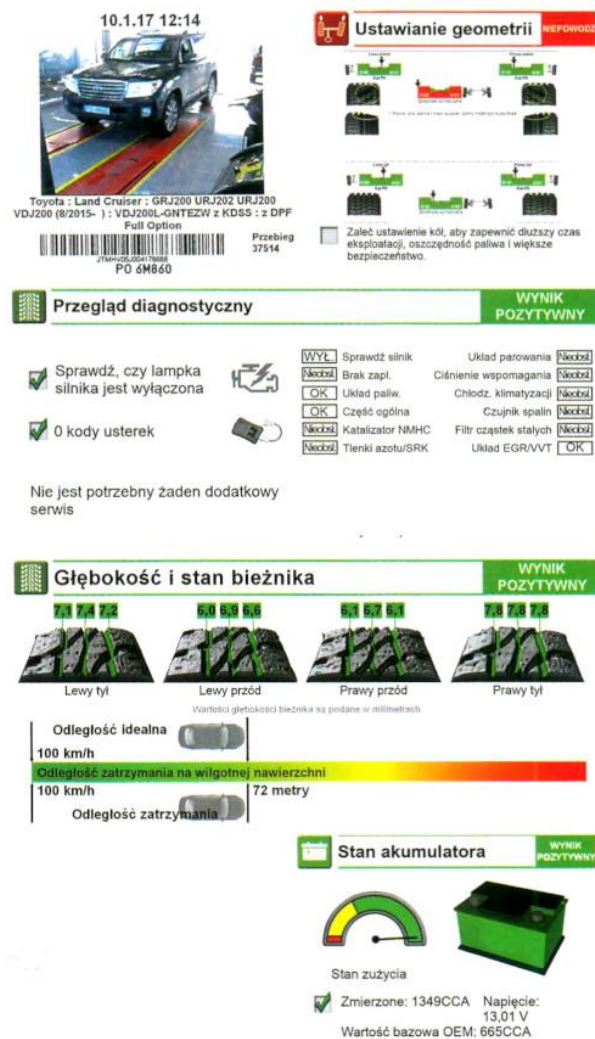 10.1.17 12:14
Toyota : Land Cruiser : GRJ200 URJ202 URJ200
VDJ200 (8/2015- ) : VDJ200L-GNTEZW z KDSS : z DPF
Full Option
Przebieg
37514
PO 6M860
Ustawianie geometrii
Zaleć ustawienie kół, aby zapewnić dłuższy czas
eksploatacji, oszczędność paliwa i większe
bezpieczeństwo.
Przegląd diagnostyczny
WYNIK
POZYTYWNY
Sprawdź, czy lampka
silnika jest wyłączona
0 kody usterek
WYŁ. Sprawdź silnik
Nieobsł. Brak zapł.
OK Układ paliw.
OK Część ogólna
Nieobsł. Katalizator NMHC
Nieobsł. Tlenki azotu/SRK
Układ parowania Nieobsł.
Ciśnienie wspomagania Nieobsł.
Chłodz. klimatyzacji Nieobsł.
Czujnik spalin Nieobsł.
Filtr cząstek stałych Nieobsł.
Układ EGR/VVT OK
Nie jest potrzebny żaden dodatkowy
serwis
Głębokość i stan bieżnika
WYNIK
POZYTYWNY
7,1 7,4 7,2
6,0 6,9 6,6
6,1 6,7 6,1
7,8 7,8 7,8
Lewy tył
Lewy przód
Prawy przód
Prawy tył
Wartości głębokości bieżnika są podane w milimetrach
Odległość idealna
100 km/h
Odległość zatrzymania na wilgotnej nawierzchni
100 km/h
72 metry
Odległość zatrzymania
Stan akumulatora
WYNIK
POZYTYWNY
Stan zużycia
Zmierzone: 1349CCA
Napięcie:
13,01 V
Wartość bazowa OEM: 665CCA